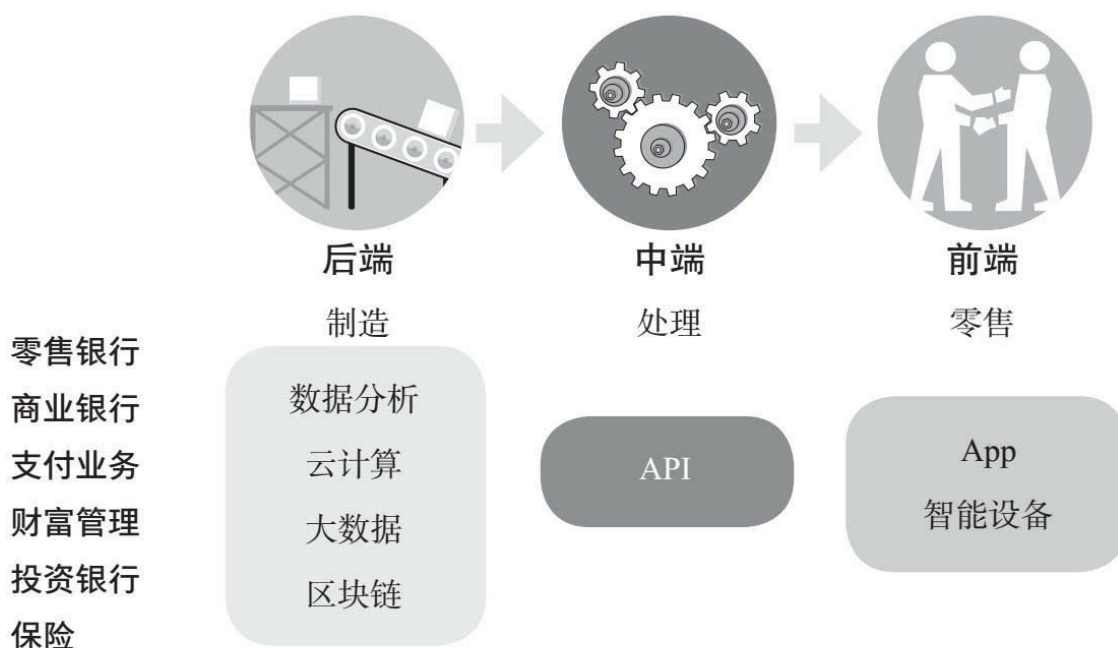 后端
中端
前端
制造
处理
零售
零售银行
商业银行
支付业务
财富管理
投资银行
保险
数据分析
云计算
大数据
区块链
API
App
智能设备